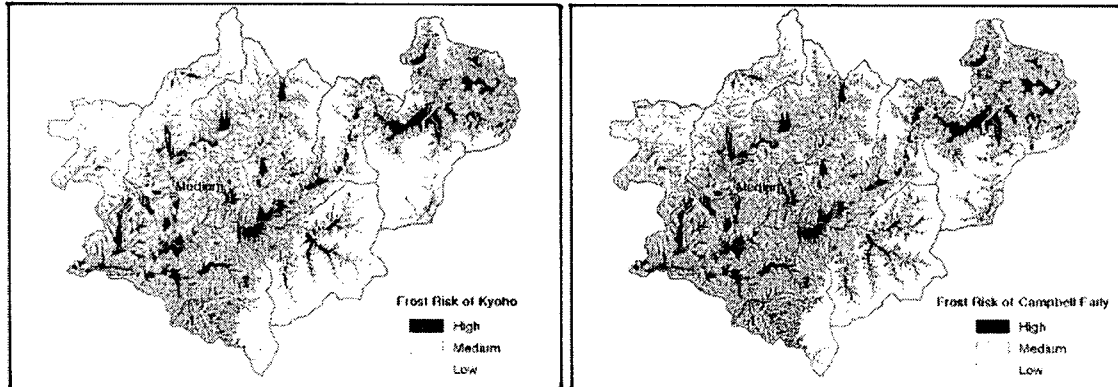 Medium
Frost Risk of Kyoho
High
Medium
Low
Medium
Frost Risk of Campbell Early
High
Medium
Low